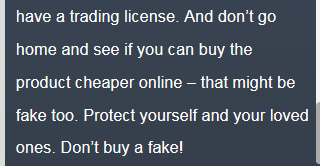 have a trading license. And don’t go
home and see if you can buy the
product cheaper online – that might be
fake too. Protect yourself and your loved
ones. Don’t buy a fake!